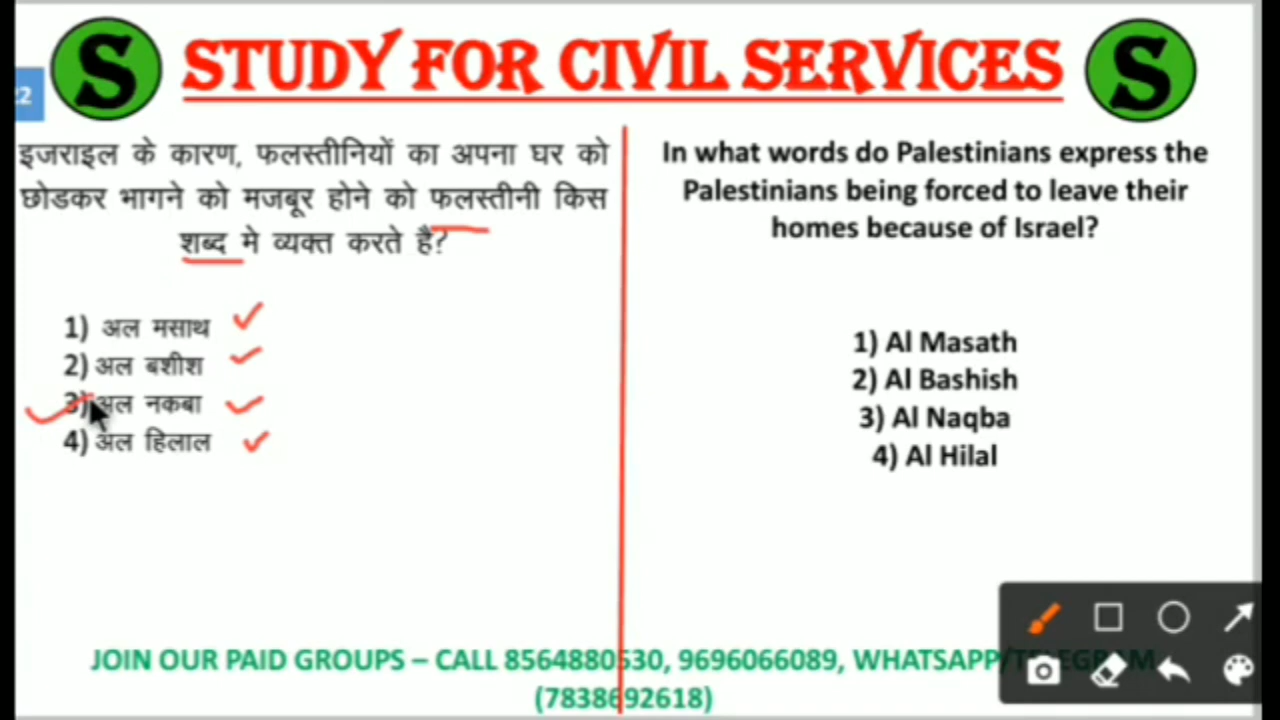 S STUDY FOR CIVIL SERVICES S
22
इजराइल के कारण, फलस्तीनियों का अपना घर को
छोडकर भागने को मजबूर होने को फलस्तीनी किस
शब्द मे व्यक्त करते है?
1) अल मसाथ
2) अल बशीश
3) अल नकबा
4) अल हिलाल
In what words do Palestinians express the
Palestinians being forced to leave their
homes because of Israel?
1) Al Masath
2) Al Bashish
3) Al Naqba
4) Al Hilal
JOIN OUR PAID GROUPS – CALL 8564880530, 9696066089, WHATSAPP/TELEGRAM
(7838692618)